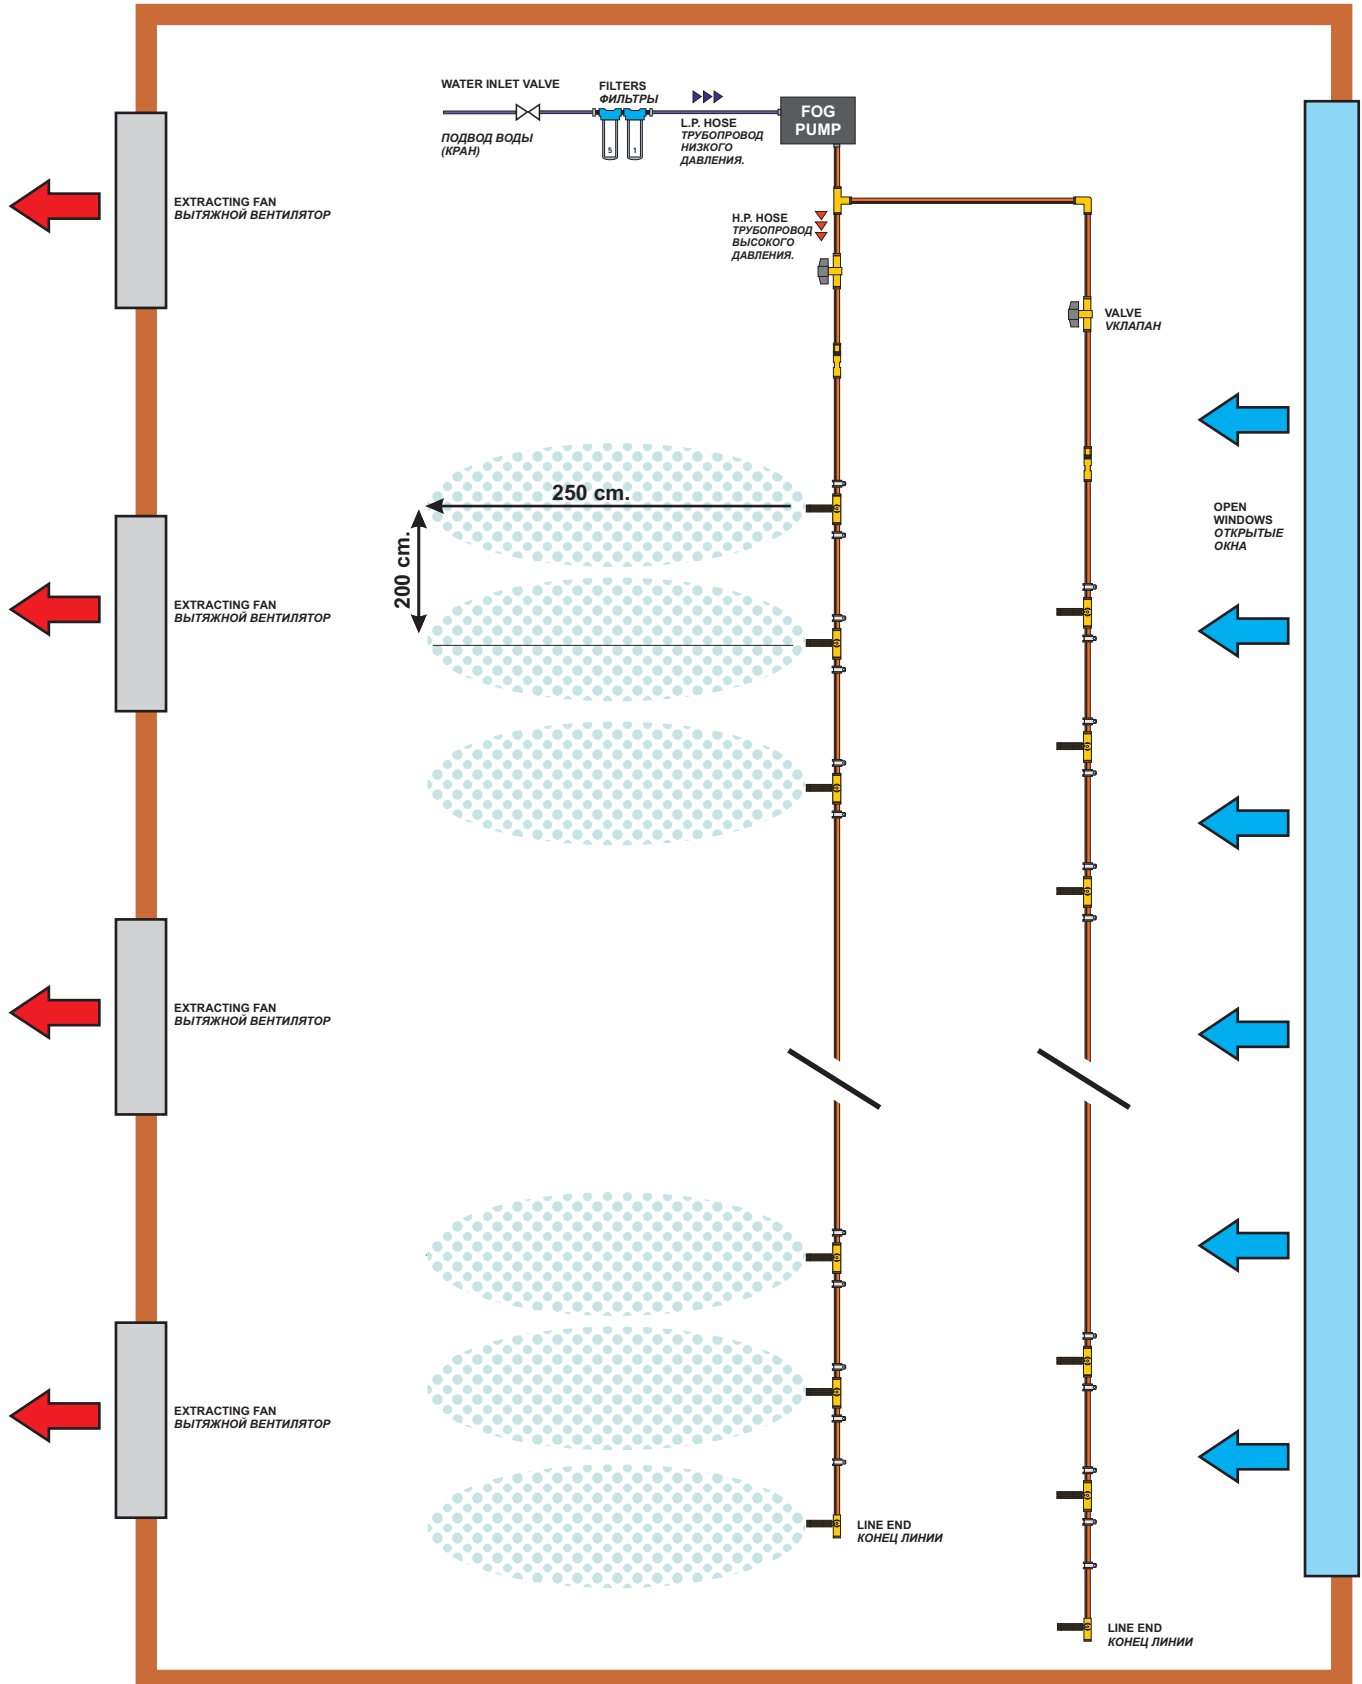 WATER INLET VALVE
ПОДВОД ВОДЫ
(КРАН)
FILTERS
ФИЛЬТРЫ
5
1
L.P. HOSE
ТРУБОПРОВОД
НИЗКОГО
ДАВЛЕНИЯ.
FOG
PUMP
EXTRACTING FAN
ВЫТЯЖНОЙ ВЕНТИЛЯТОР
H.P. HOSE
ТРУБОПРОВОД
ВЫСОКОГО
ДАВЛЕНИЯ.
VALVE
VКЛАПАН
250 cm.
200 cm.
OPEN
WINDOWS
ОТКРЫТЫЕ
ОКНА
EXTRACTING FAN
ВЫТЯЖНОЙ ВЕНТИЛЯТОР
EXTRACTING FAN
ВЫТЯЖНОЙ ВЕНТИЛЯТОР
EXTRACTING FAN
ВЫТЯЖНОЙ ВЕНТИЛЯТОР
LINE END
КОНЕЦ ЛИНИИ
LINE END
КОНЕЦ ЛИНИИ